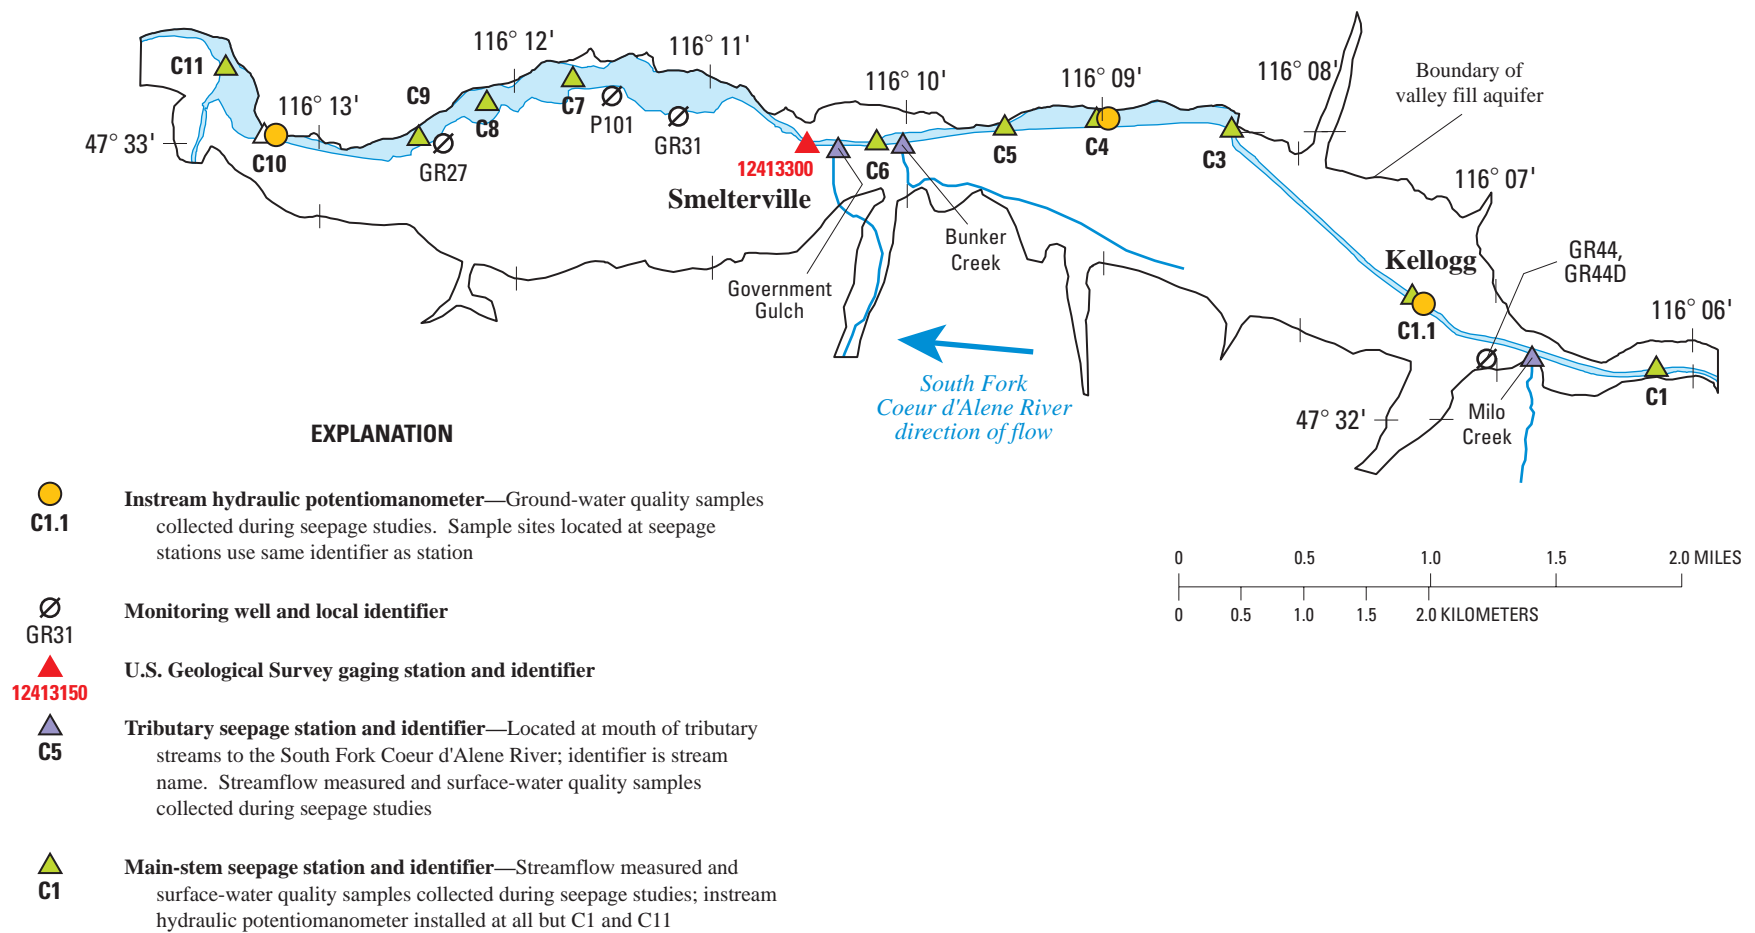 116° 12'
116° 11'
116° 10'
116° 09'
116° 08'
Boundary of
valley fill aquifer
C11
116° 13'
C9
C8
C7
P101
GR31
47° 33'
C10
GR27
12413300
C6
C5
C4
C3
116° 07'
Smelterville
Bunker
Creek
Kellogg
GR44,
GR44D
Government
Gulch
C1.1
116° 06'
South Fork
Coeur d'Alene River
direction of flow
47° 32'
Milo
Creek
C1
EXPLANATION
C1.1
Instream hydraulic potentiomanometer—Ground-water quality samples
collected during seepage studies. Sample sites located at seepage
stations use same identifier as station
GR31
Monitoring well and local identifier
12413150
U.S. Geological Survey gaging station and identifier
C5
Tributary seepage station and identifier—Located at mouth of tributary
streams to the South Fork Coeur d'Alene River; identifier is stream
name. Streamflow measured and surface-water quality samples
collected during seepage studies
C1
Main-stem seepage station and identifier—Streamflow measured and
surface-water quality samples collected during seepage studies; instream
hydraulic potentiomanometer installed at all but C1 and C11
0 0.5 1.0 1.5 2.0 MILES
0 0.5 1.0 1.5 2.0 KILOMETERS